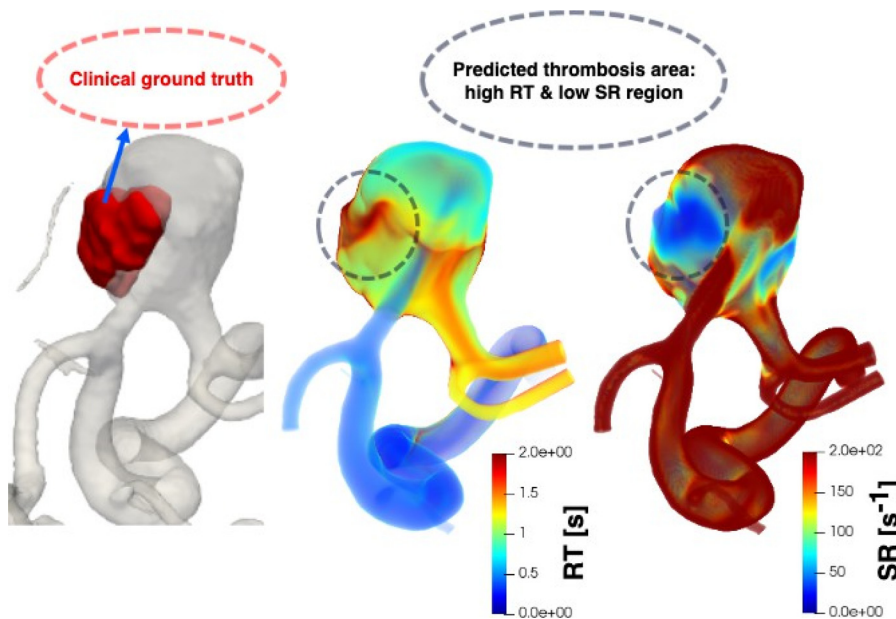 Clinical ground truth
Predicted thrombosis area:
high RT & low SR region
2.0e+00
1.5
1
0.5
0.0e+00
RT [s]
2.0e+02
150
100
50
0.0e+00
SR [s⁻¹]